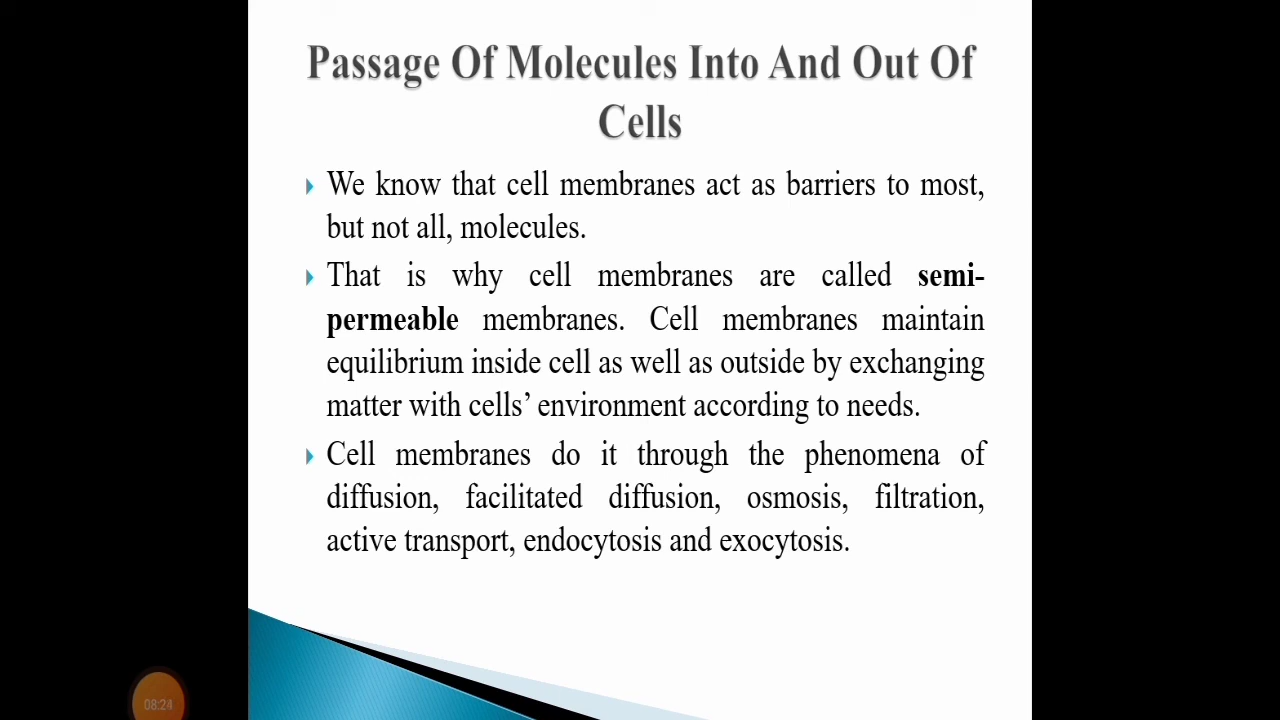 Passage Of Molecules Into And Out Of
Cells
We know that cell membranes act as barriers to most,
but not all, molecules.
That is why cell membranes are called semi-
permeable membranes. Cell membranes maintain
equilibrium inside cell as well as outside by exchanging
matter with cells’ environment according to needs.
Cell membranes do it through the phenomena of
diffusion, facilitated diffusion, osmosis, filtration,
active transport, endocytosis and exocytosis.
08:24